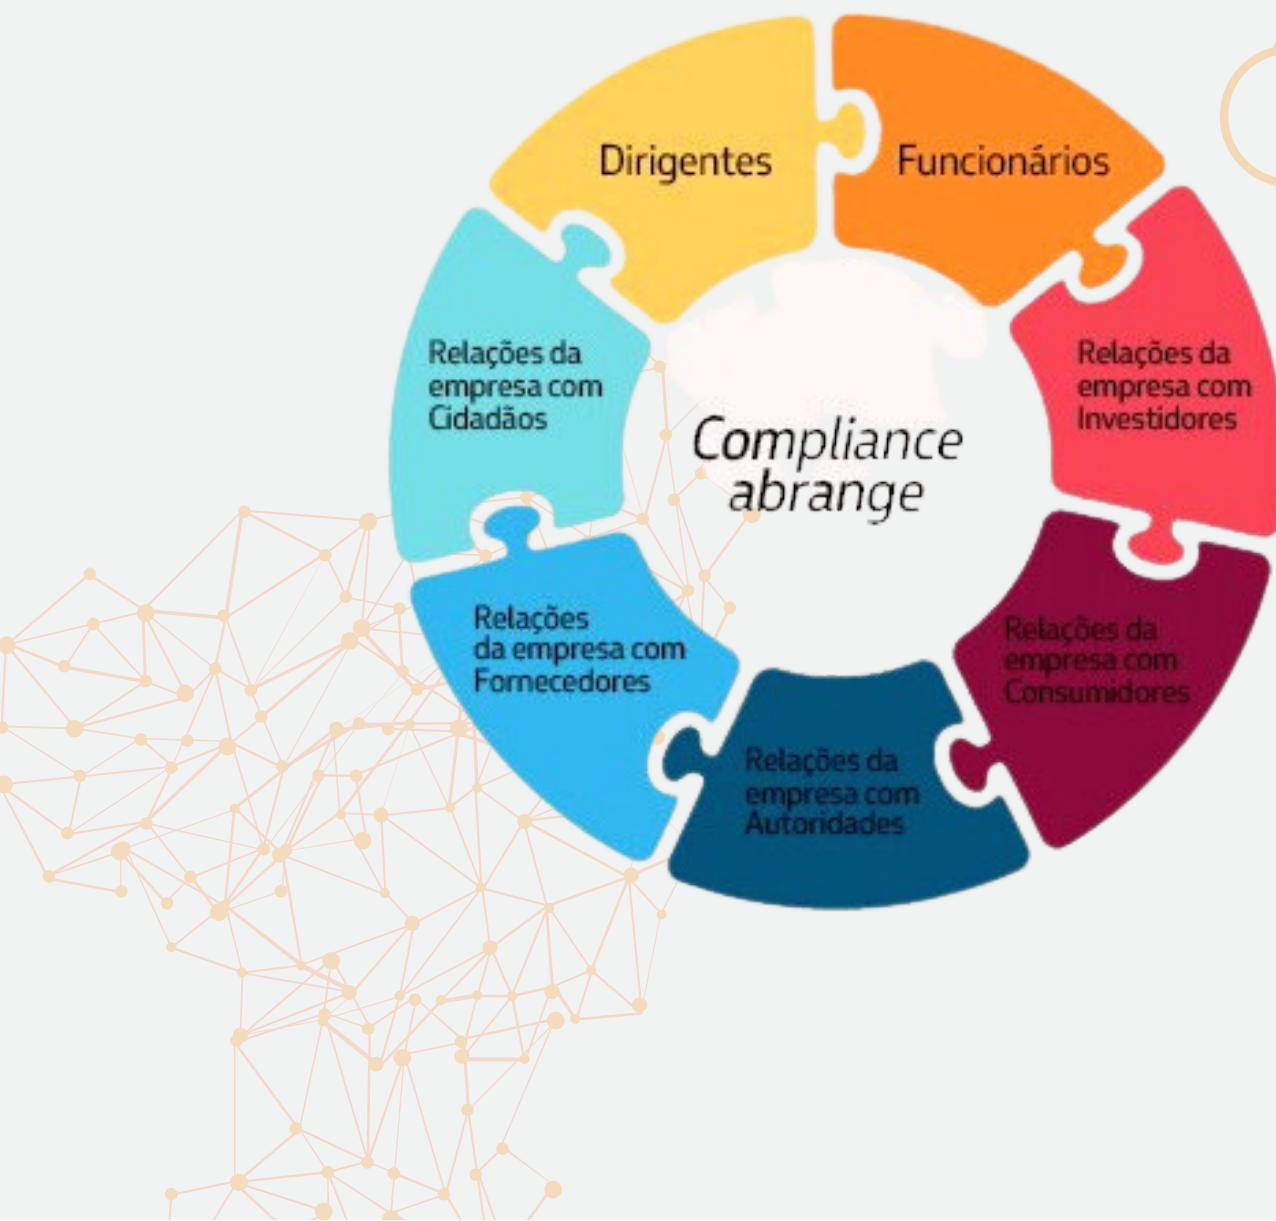 Dirigentes
Funcionários
Relações da
empresa com
Investidores
Relações da
empresa com
Consumidores
Relações da
empresa com
Autoridades
Relações
da empresa com
Fornecedores
Relações da
empresa com
Cidadãos
Compliance
abrange